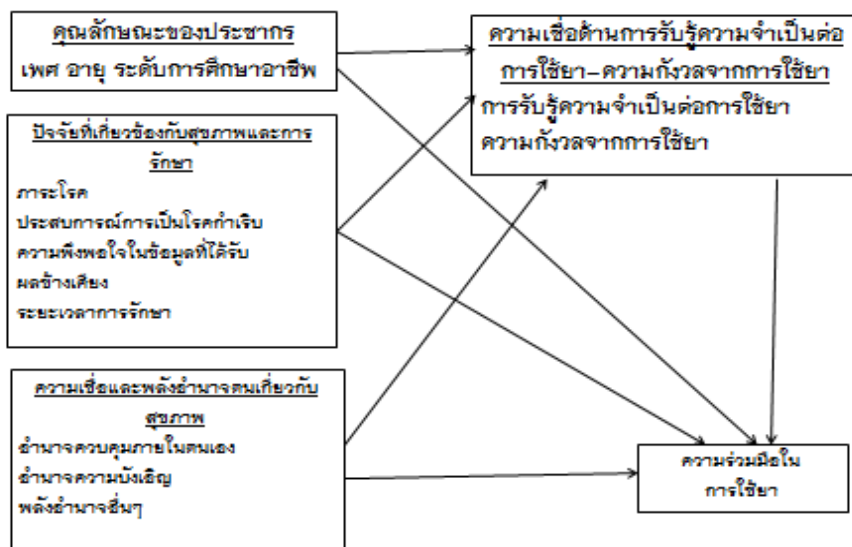 คุณลักษณะของประชากร
เพศ อายุ ระดับการศึกษาอาชีพ
ปัจจัยที่เกี่ยวข้องกับสุขภาพและการ
รักษา
ภาระโรค
ประสบการณ์การเป็นโรคกำเริบ
ความพึงพอใจในข้อมูลที่ได้รับ
ผลข้างเคียง
ระยะเวลาการรักษา
ความเชื่อและพลังอำนาจตนเกี่ยวกับ
สุขภาพ
อำนาจควบคุมภายในตนเอง
อำนาจความบังเอิญ
พลังอำนาจอื่นๆ
ความเชื่อด้านการรับรู้ความจำเป็นต่อ
การใช้ยา-ความกังวลจากการใช้ยา
การรับรู้ความจำเป็นต่อการใช้ยา
ความกังวลจากการใช้ยา
ความร่วมมือใน
การใช้ยา